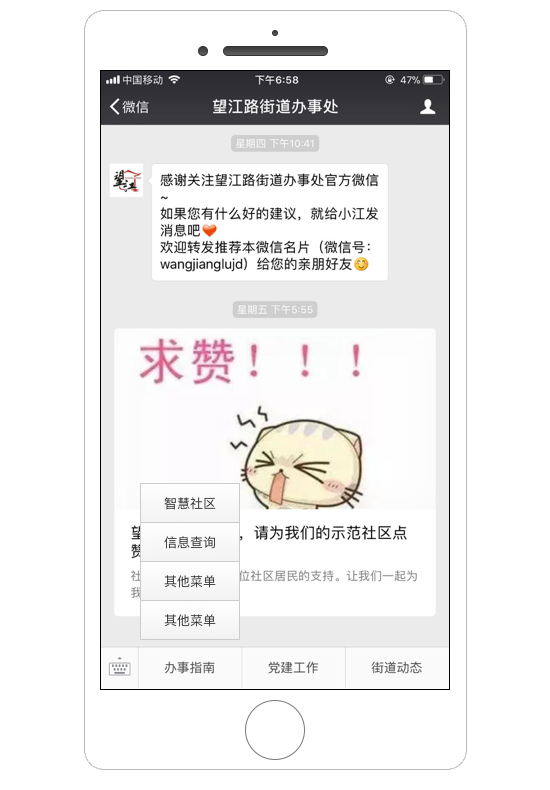 中国移动
下午6:58
47%
微信
望江路街道办事处
星期四 下午10:41
望江
感谢关注望江路街道办事处官方微信
~
如果您有什么好的建议，就给小江发
消息吧❤️
欢迎转发推荐本微信名片（微信号：
wangjianglujd）给您的亲朋好友😊
星期五 下午5:55
求赞！！！
智慧社区
望
，请为我们的示范社区点
信息查询
赞
社
位社区居民的支持。让我们一起为
其他菜单
我
其他菜单
办事指南
党建工作
街道动态